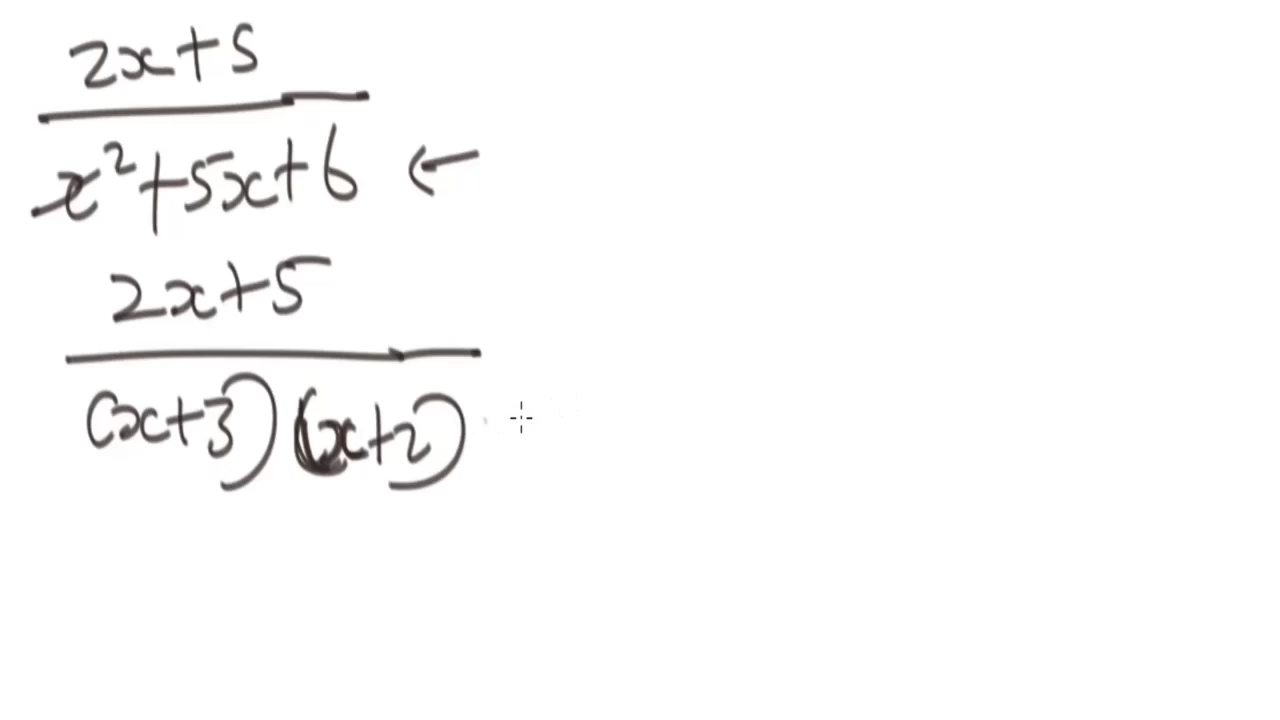 2x+5
x²+5x+6 ←
2x+5
(x+3)(x+2)